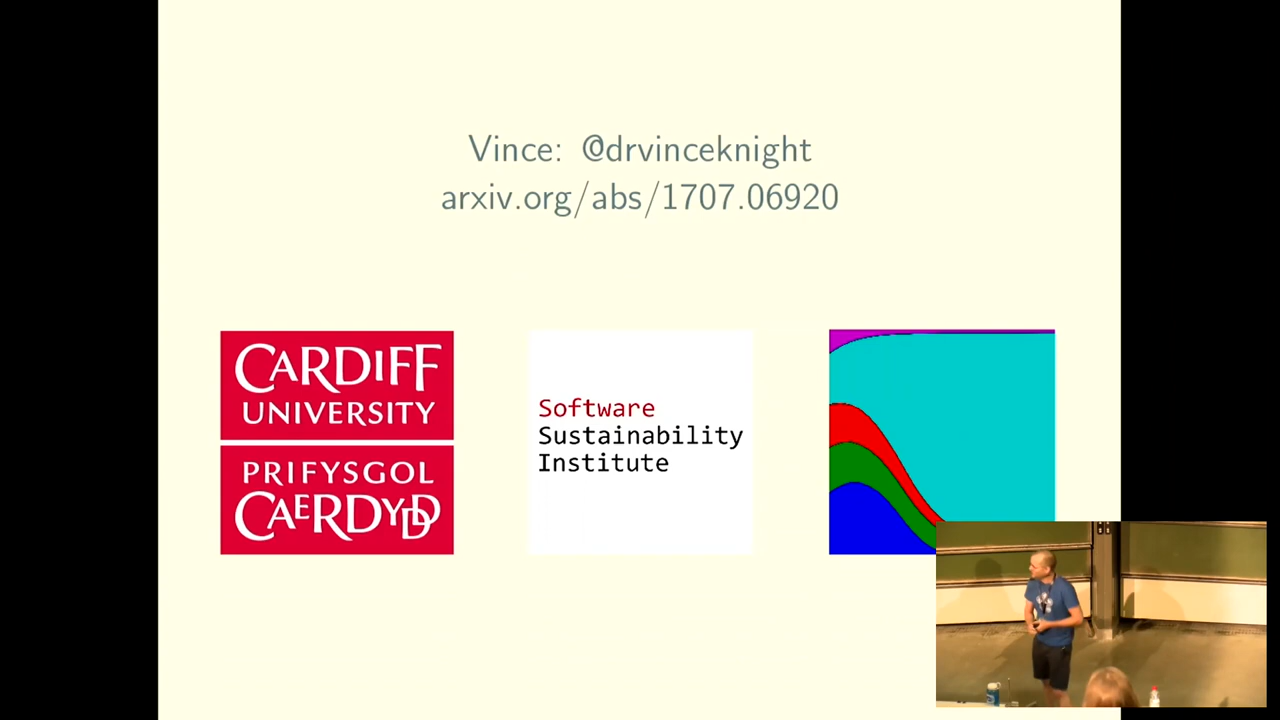 Vince: @drvinceknight
arxiv.org/abs/1707.06920
CARDIFF
UNIVERSITY
PRIFYSGOL
CAERDYDD
Software
Sustainability
Institute